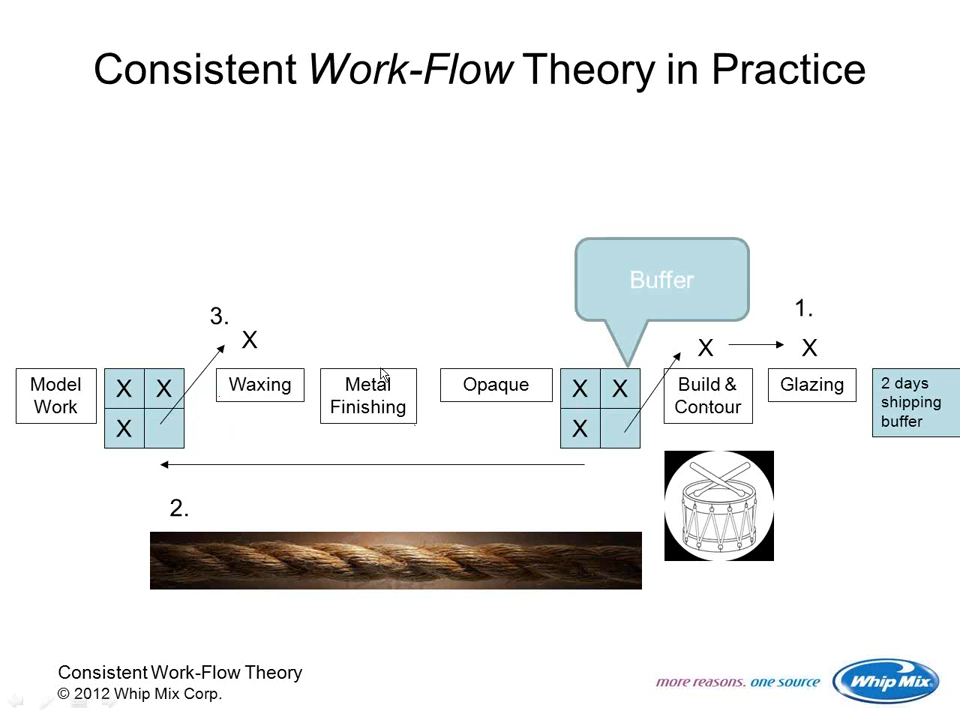 Consistent Work-Flow Theory in Practice
Buffer
1.
3.
X
X
X
Model
Work
X X
X
Waxing
Metal
Finishing
Opaque
X X
X
Build &
Contour
Glazing
2 days
shipping
buffer
2.
Consistent Work-Flow Theory
© 2012 Whip Mix Corp.
more reasons. one source
Whip Mix